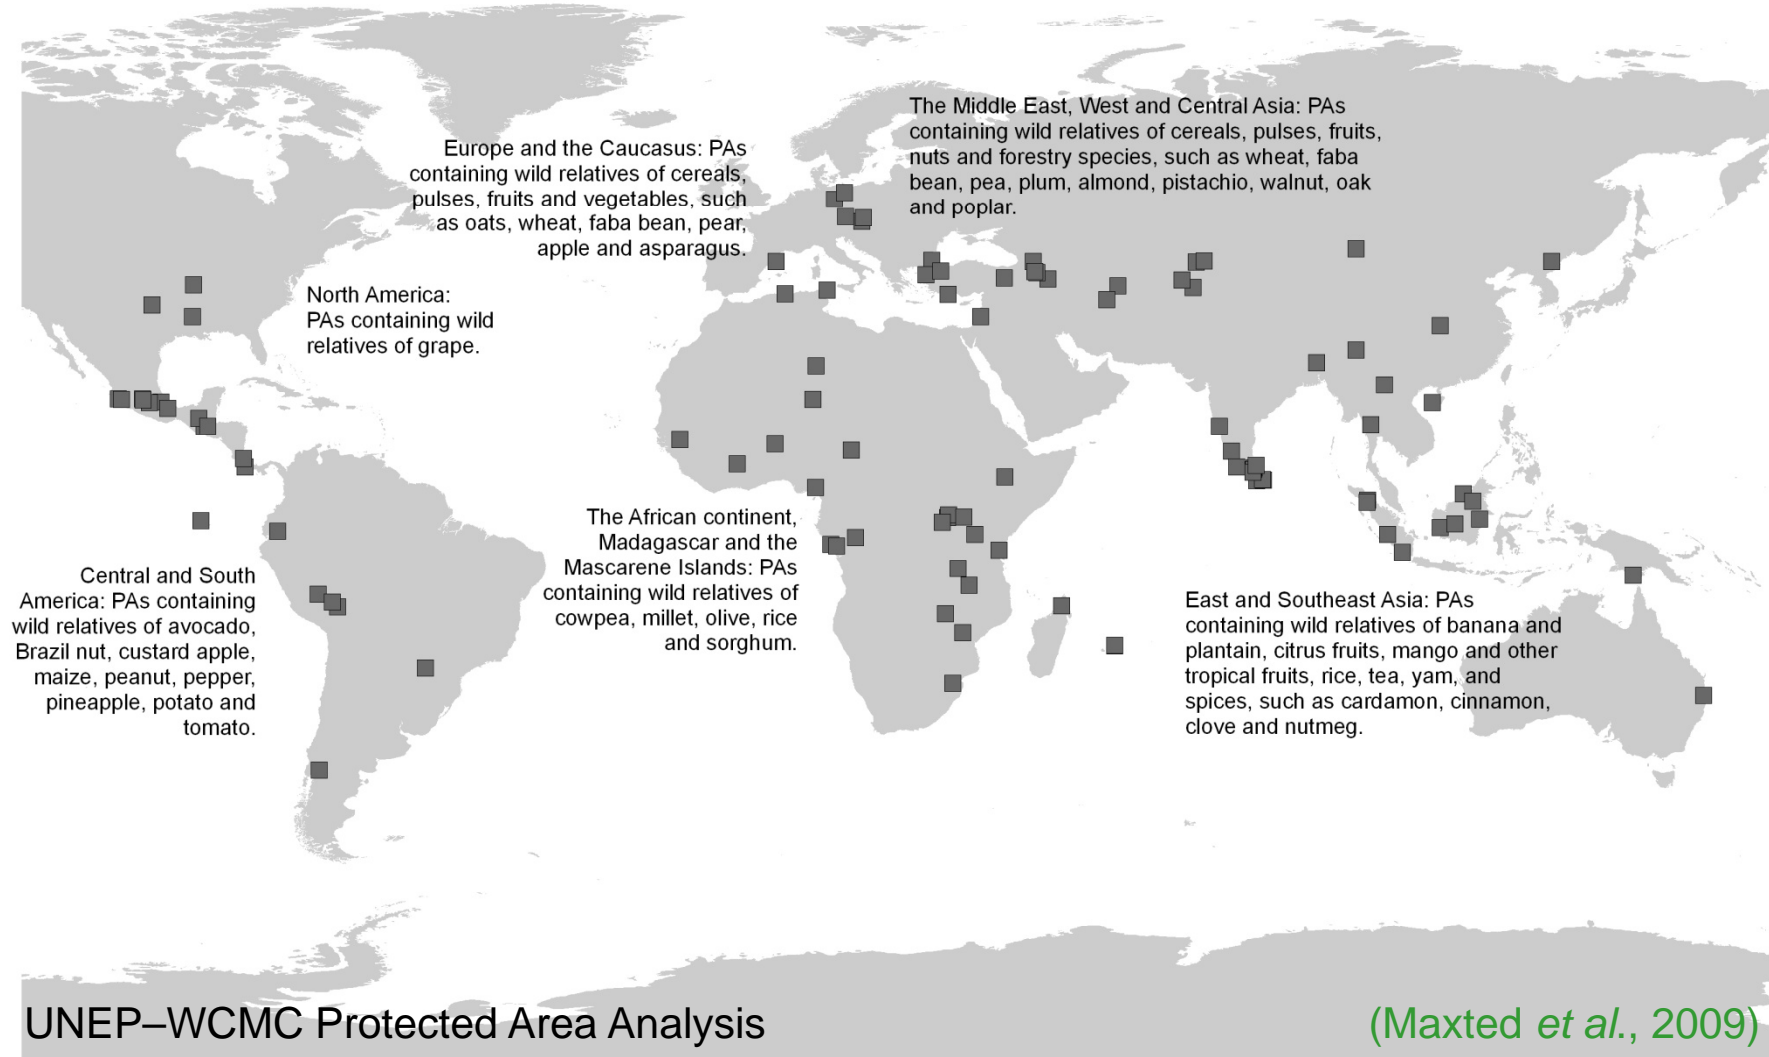 The Middle East, West and Central Asia: PAs
containing wild relatives of cereals, pulses, fruits,
nuts and forestry species, such as wheat, faba
bean, pea, plum, almond, pistachio, walnut, oak
and poplar.
Europe and the Caucasus: PAs
containing wild relatives of cereals,
pulses, fruits and vegetables, such
as oats, wheat, faba bean, pear,
apple and asparagus.
North America:
PAs containing wild
relatives of grape.
The African continent,
Madagascar and the
Mascarene Islands: PAs
containing wild relatives of
cowpea, millet, olive, rice
and sorghum.
Central and South
America: PAs containing
wild relatives of avocado,
Brazil nut, custard apple,
maize, peanut, pepper,
pineapple, potato and
tomato.
East and Southeast Asia: PAs
containing wild relatives of banana and
plantain, citrus fruits, mango and other
tropical fruits, rice, tea, yam, and
spices, such as cardamon, cinnamon,
clove and nutmeg.
UNEP–WCMC Protected Area Analysis
(Maxted et al., 2009)